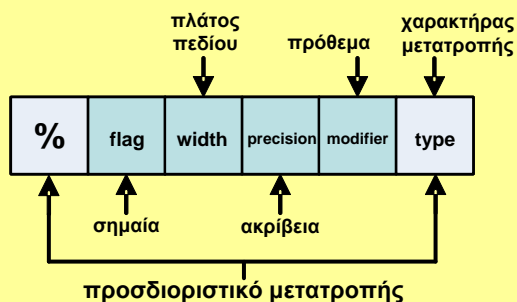 πλάτος
πεδίου
πρόθεμα
χαρακτήρας
μετατροπής
% flag width precision modifier type
σημαία
ακρίβεια
προσδιοριστικό μετατροπής